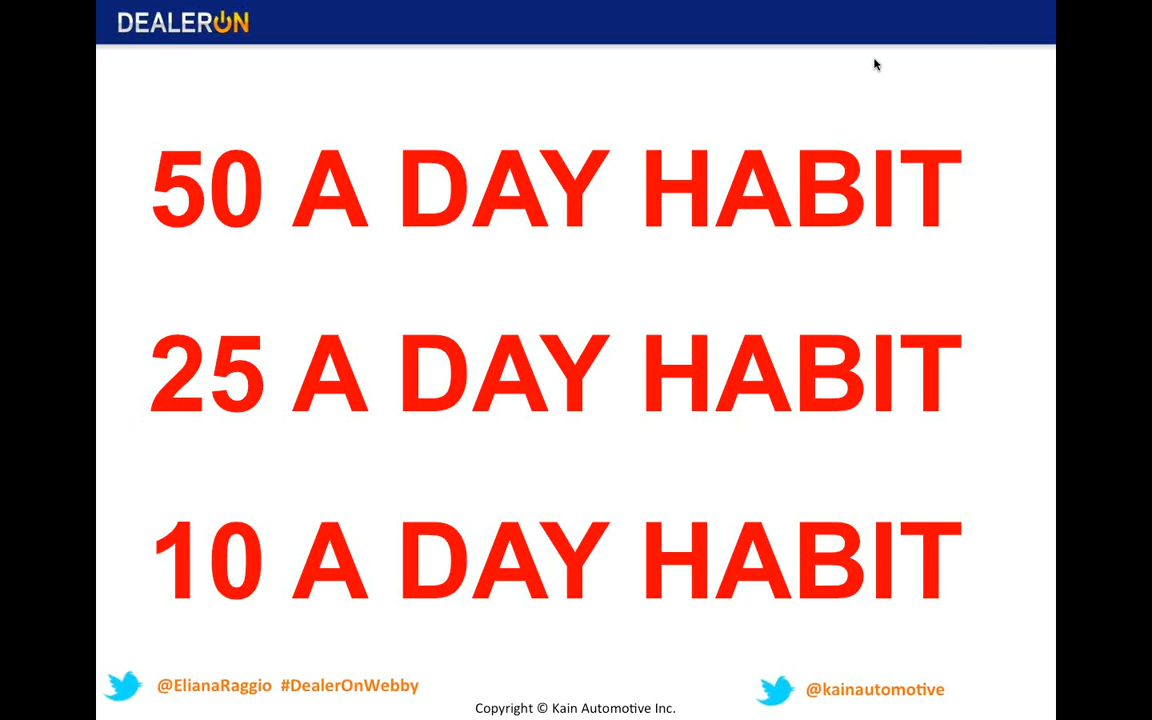 DEALERON
50 A DAY HABIT
25 A DAY HABIT
10 A DAY HABIT
@ElianaRaggio #DealerOnWebby
@kainautomotive
Copyright © Kain Automotive Inc.